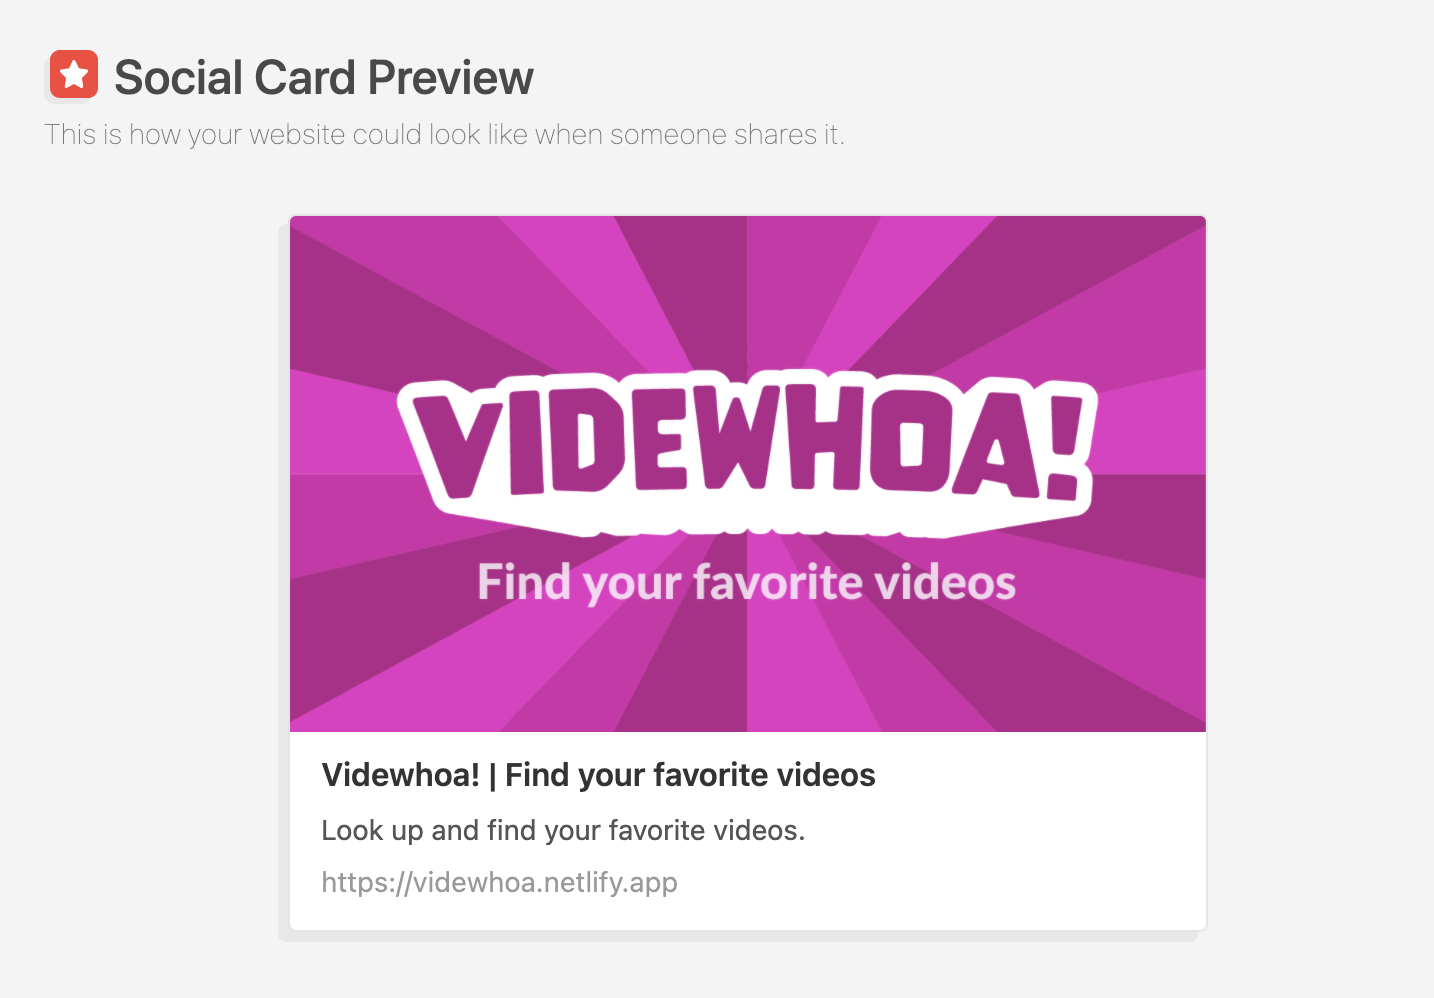 Social Card Preview
This is how your website could look like when someone shares it.
VIDEWHOA!
Find your favorite videos
Videwhoa! | Find your favorite videos
Look up and find your favorite videos.
https://videwhoa.netlify.app